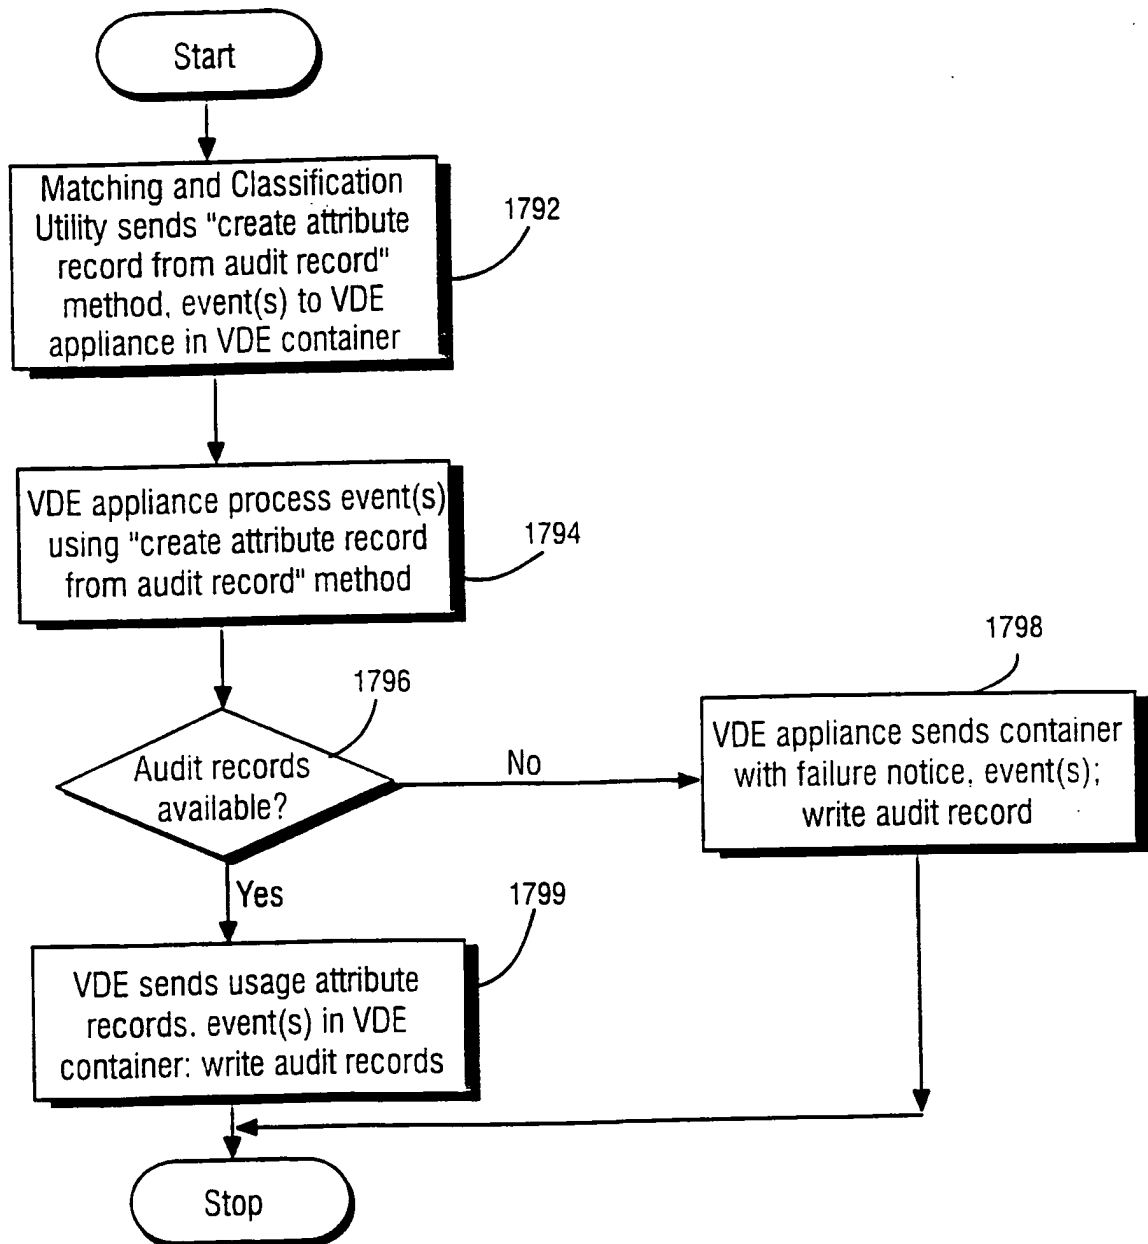 Start
Matching and Classification
Utility sends "create attribute
record from audit record"
method, event(s) to VDE
appliance in VDE container
1792
VDE appliance process event(s)
using "create attribute record
from audit record" method
1794
1796
Audit records
available?
No
Yes
1798
VDE appliance sends container
with failure notice, event(s);
write audit record
1799
VDE sends usage attribute
records. event(s) in VDE
container: write audit records
Stop